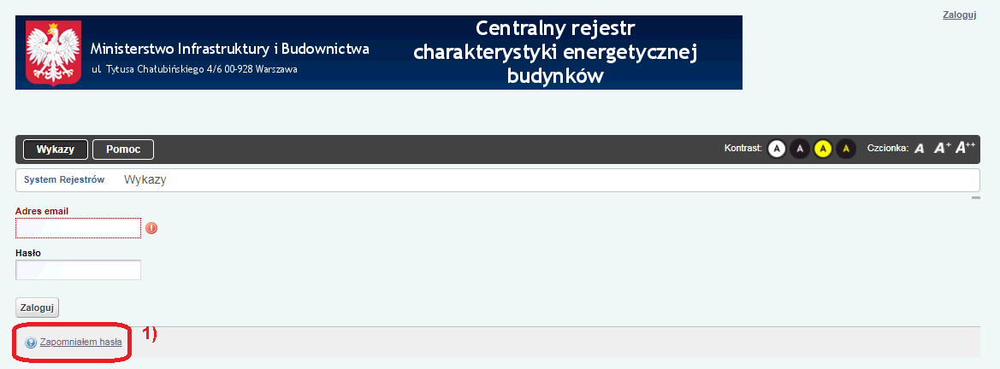 Zaloguj
Ministerstwo Infrastruktury i Budownictwa
ul. Tytusa Chałubińskiego 4/6 00-928 Warszawa
Centralny rejestr
charakterystyki energetycznej
budynków
Wykazy Pomoc Kontrast: A A A A Czcionka: A A+ A++
System Rejestrów Wykazy
Adres email
Hasło
Zaloguj
Zapomniałem hasła 1)